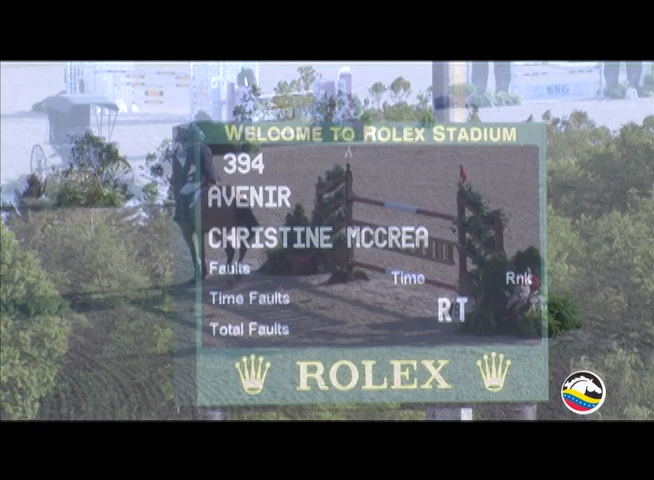 WELCOME TO ROLEX STADIUM
394
AVENIR
CHRISTINE MCCREA
Faults
Time
Rnk
Time Faults
RT
Total Faults
ROLEX